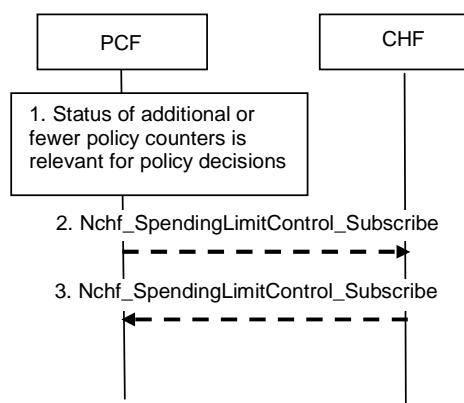 PCF
CHF
1. Status of additional or
fewer policy counters is
relevant for policy decisions
2. Nchf_SpendingLimitControl_Subscribe
3. Nchf_SpendingLimitControl_Subscribe